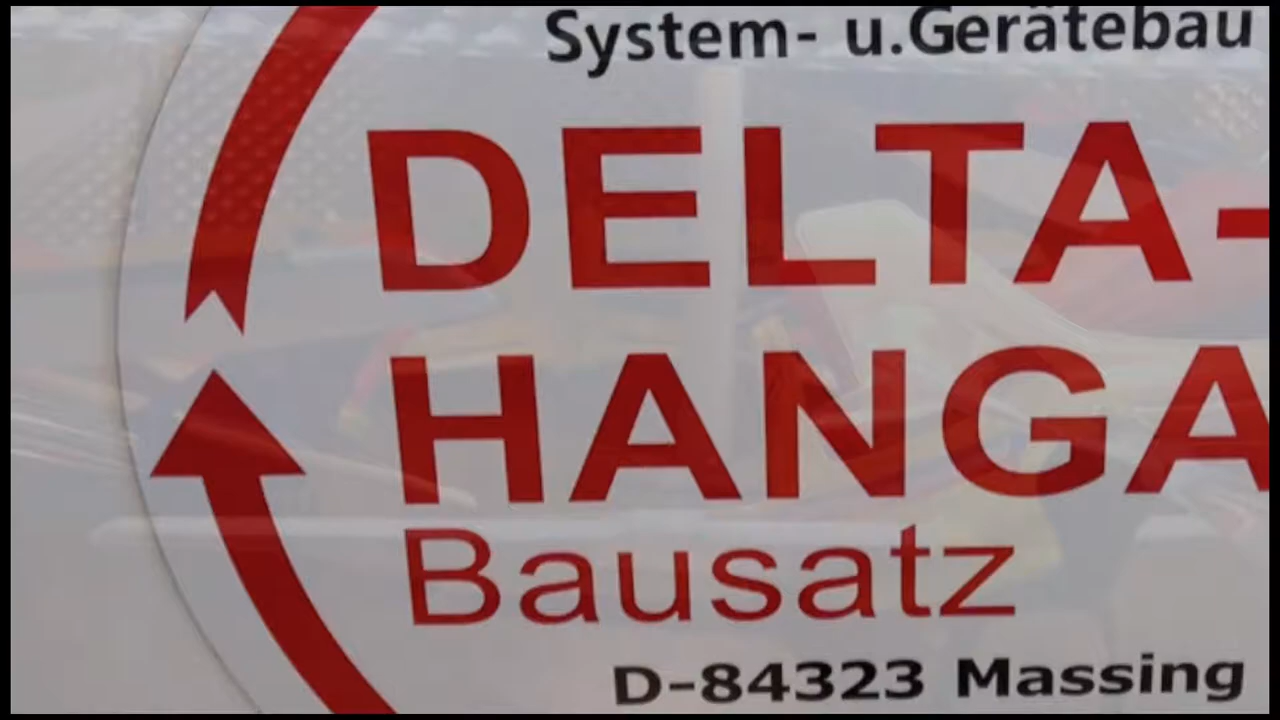 System- u.Gerätebau
DELTA-
HANGA
Bausatz
D-84323 Massing